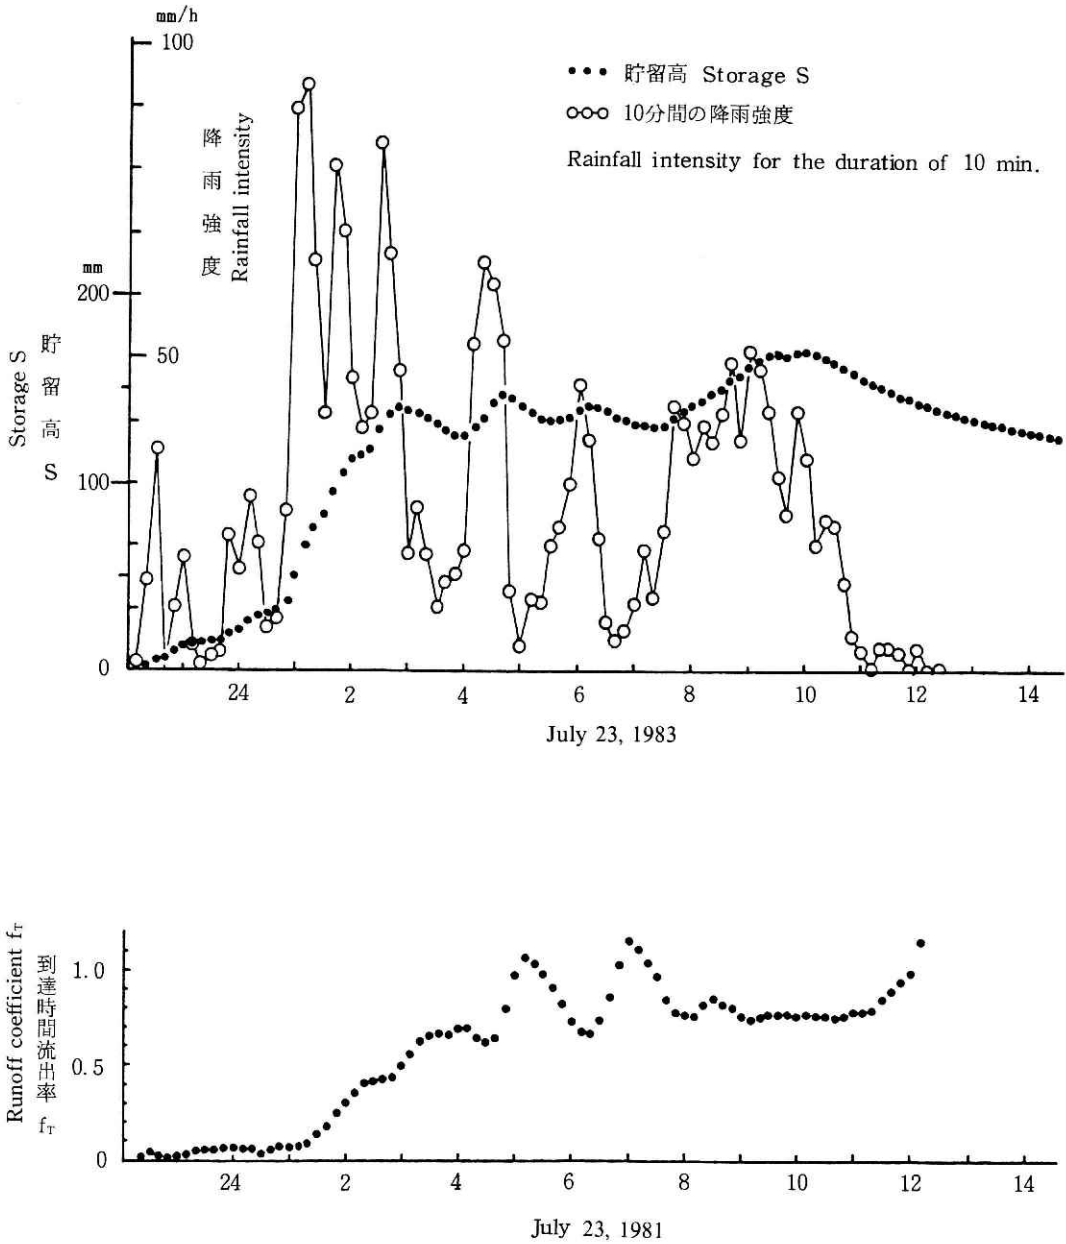 mm/h
100
••• 貯留高 Storage S
○○○ 10分間の降雨強度
Rainfall intensity for the duration of 10 min.
降雨強度
Rainfall intensity
mm
200
50
100
0
Storage S
貯留高 S
24 2 4 6 8 10 12 14
July 23, 1983
Runoff coefficient fT
到達時間流出率 fT
1.0
0.5
0
24 2 4 6 8 10 12 14
July 23, 1981